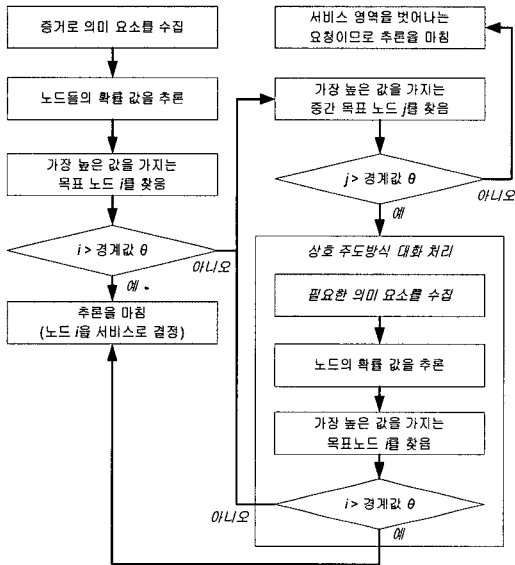 증거로 의미 요소를 수집
노드들의 확률 값을 추론
가장 높은 값을 가지는
목표 노드 i를 찾음
i > 경계값 θ
아니오
예
추론을 마침
(노드 i을 서비스로 결정)
서비스 영역을 벗어나는
요청이므로 추론을 마침
가장 높은 값을 가지는
중간 목표 노드 j를 찾음
j > 경계값 θ
아니오
예
상호 주도방식 대화 처리
필요한 의미 요소를 수집
노드의 확률 값을 추론
가장 높은 값을 가지는
목표노드 i를 찾음
i > 경계값 θ
아니오
예